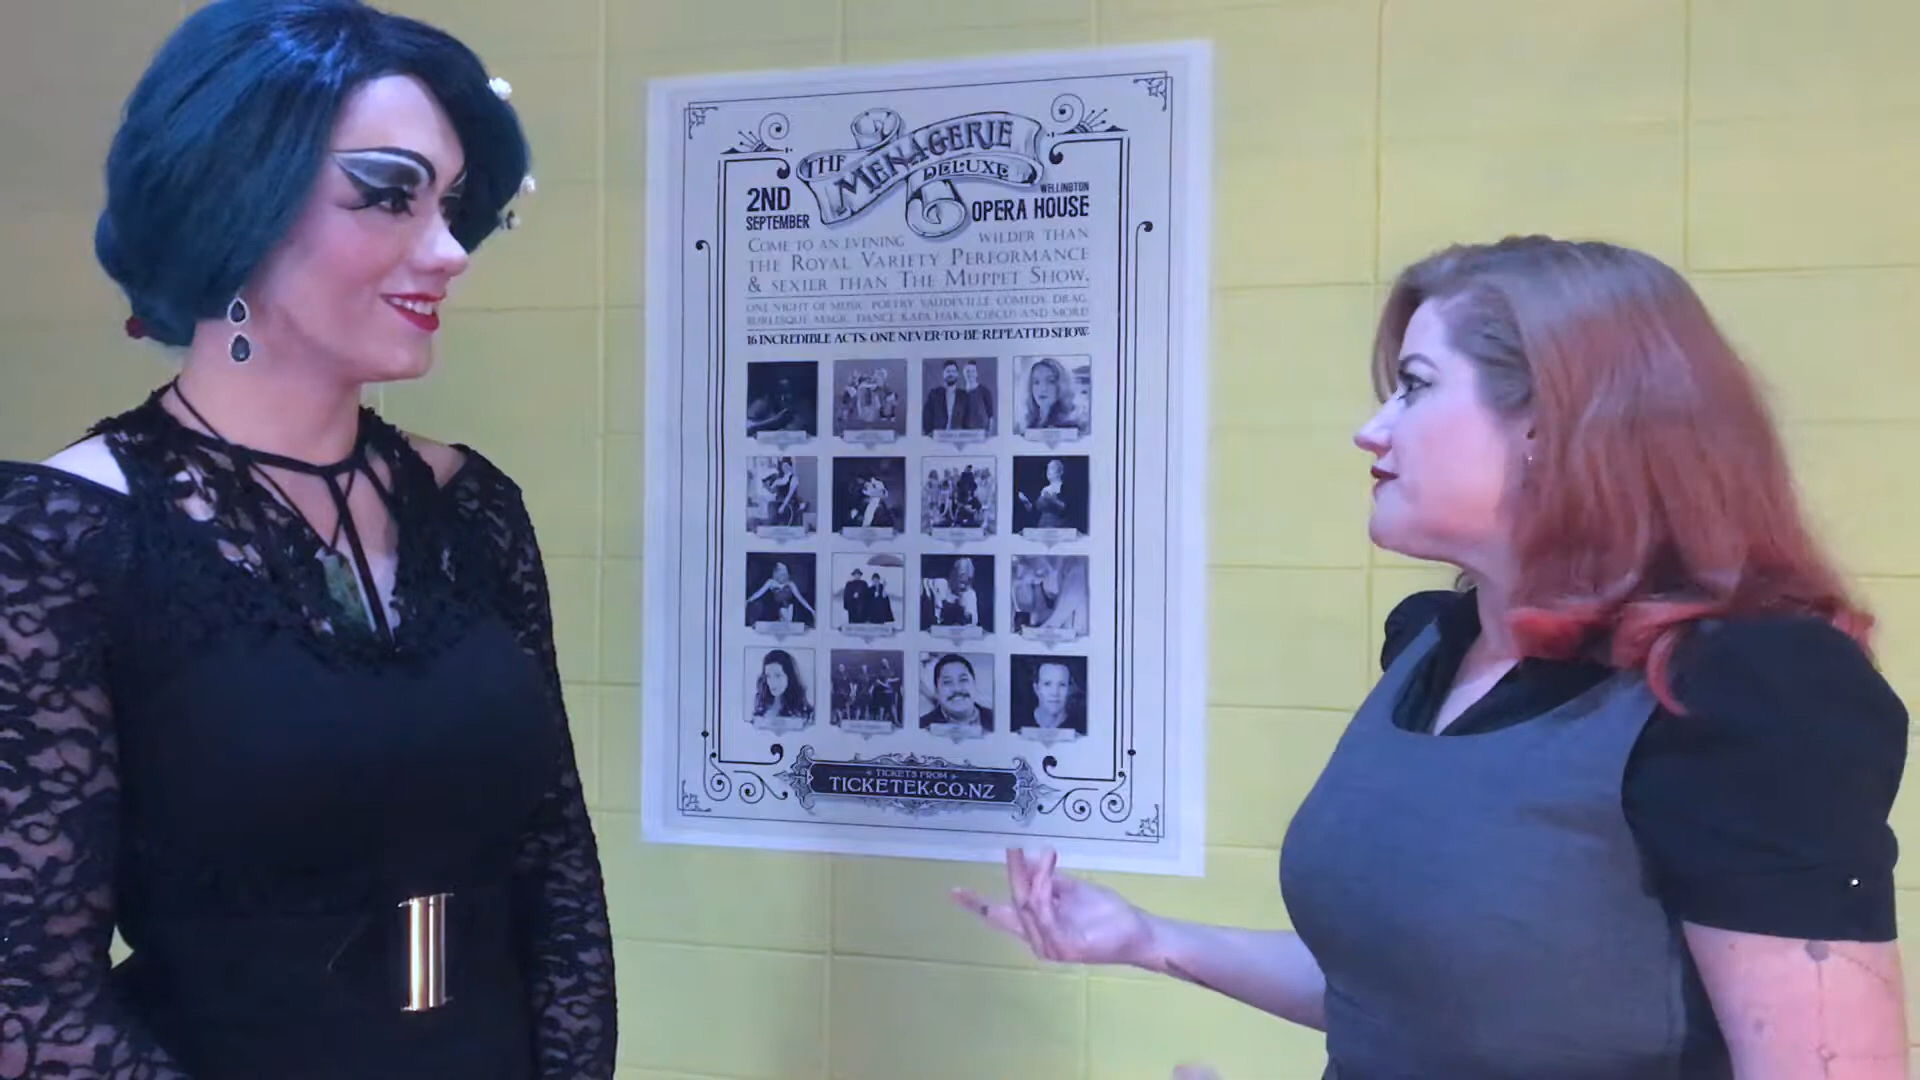 THE MENAGERIE DELUXE
2ND SEPTEMBER
WELLINGTON OPERA HOUSE
COME TO AN EVENING WILDER THAN
THE ROYAL VARIETY PERFORMANCE
& SEXIER THAN THE MUPPET SHOW.
ONE NIGHT OF MUSIC, POETRY, VAUDEVILLE, COMEDY, DRAG,
BURLESQUE, MAGIC, DANCE, KAPA HAKA, CIRCUS AND MORE
16 INCREDIBLE ACTS. ONE NEVER-TO-BE-REPEATED SHOW
TICKETS FROM
TICKETEK.CO.NZ